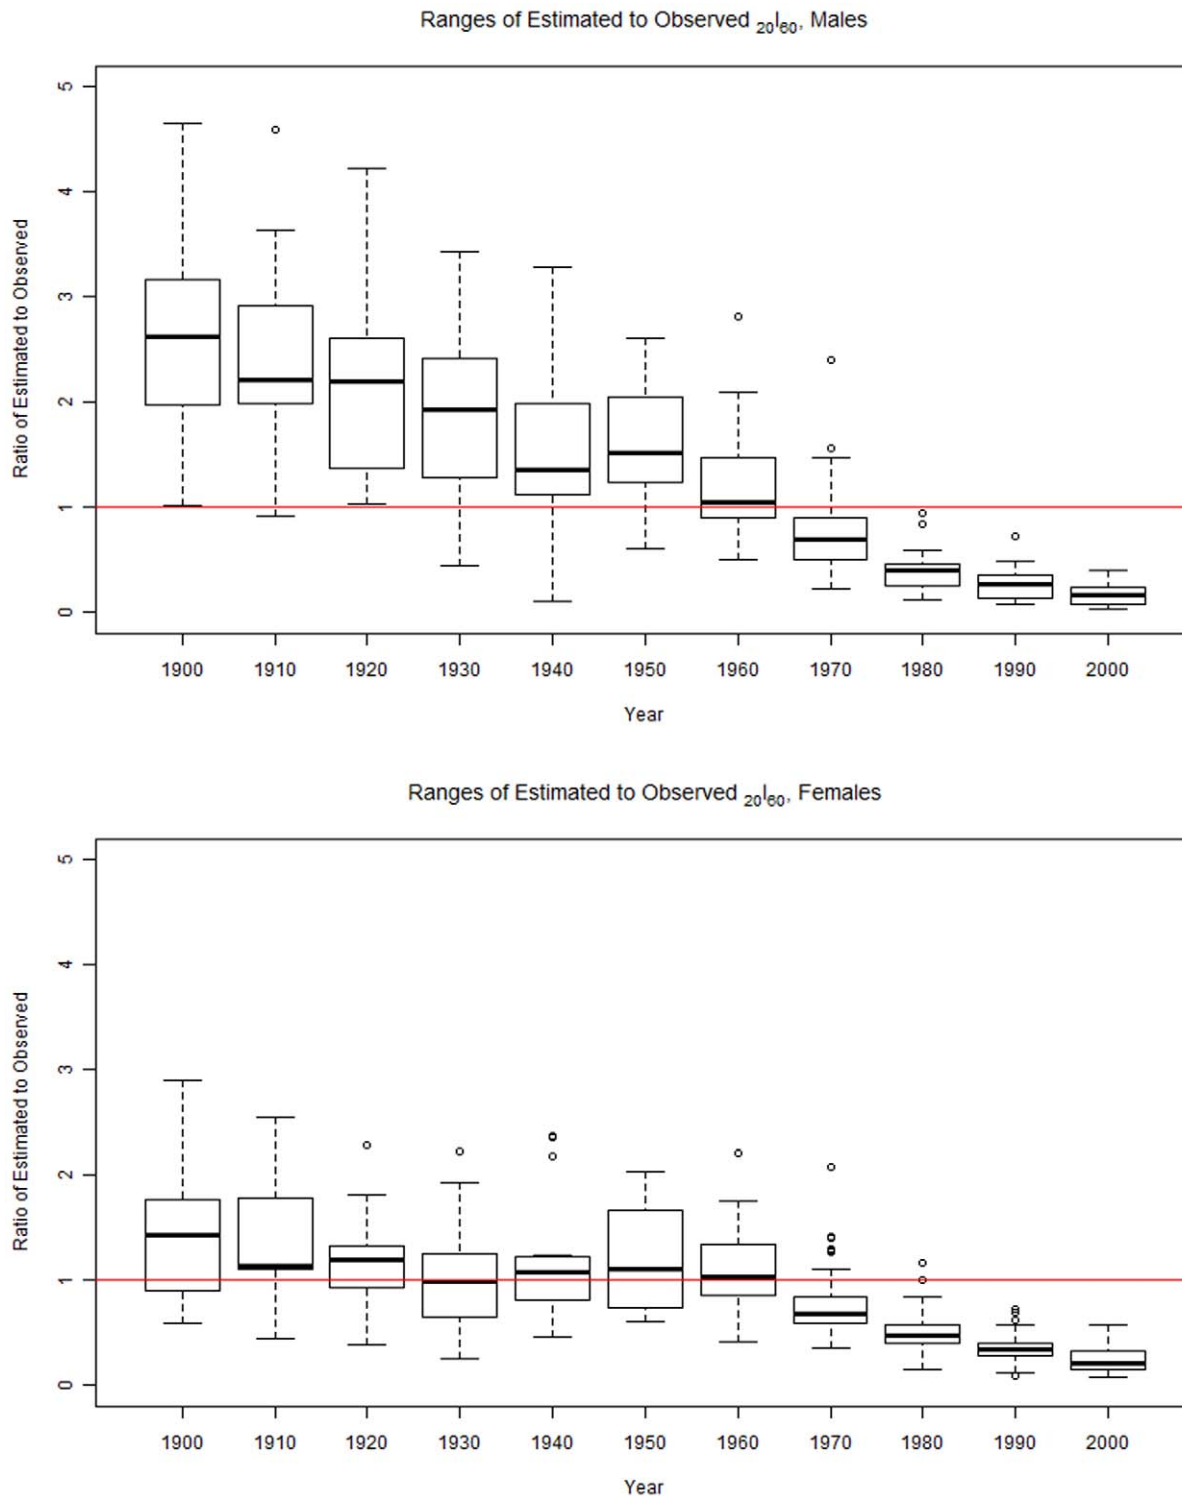 Ranges of Estimated to Observed ₂₀I₆₀, Males
Ratio of Estimated to Observed
5
4
3
2
1
0
1900 1910 1920 1930 1940 1950 1960 1970 1980 1990 2000
Year
Ranges of Estimated to Observed ₂₀I₆₀, Females
Ratio of Estimated to Observed
5
4
3
2
1
0
1900 1910 1920 1930 1940 1950 1960 1970 1980 1990 2000
Year